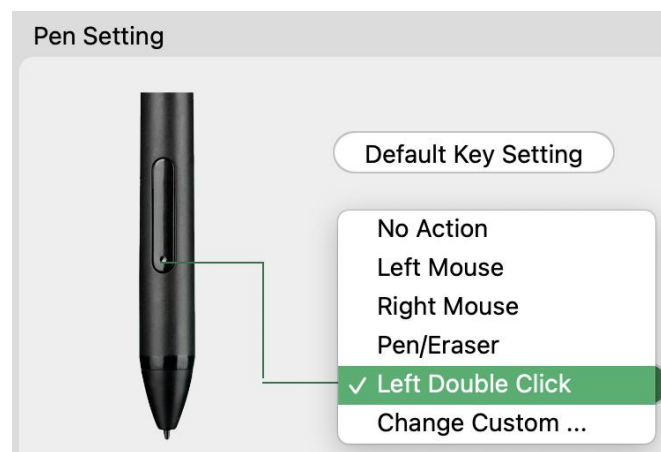 Pen Setting
Default Key Setting
No Action
Left Mouse
Right Mouse
Pen/Eraser
✓ Left Double Click
Change Custom ...